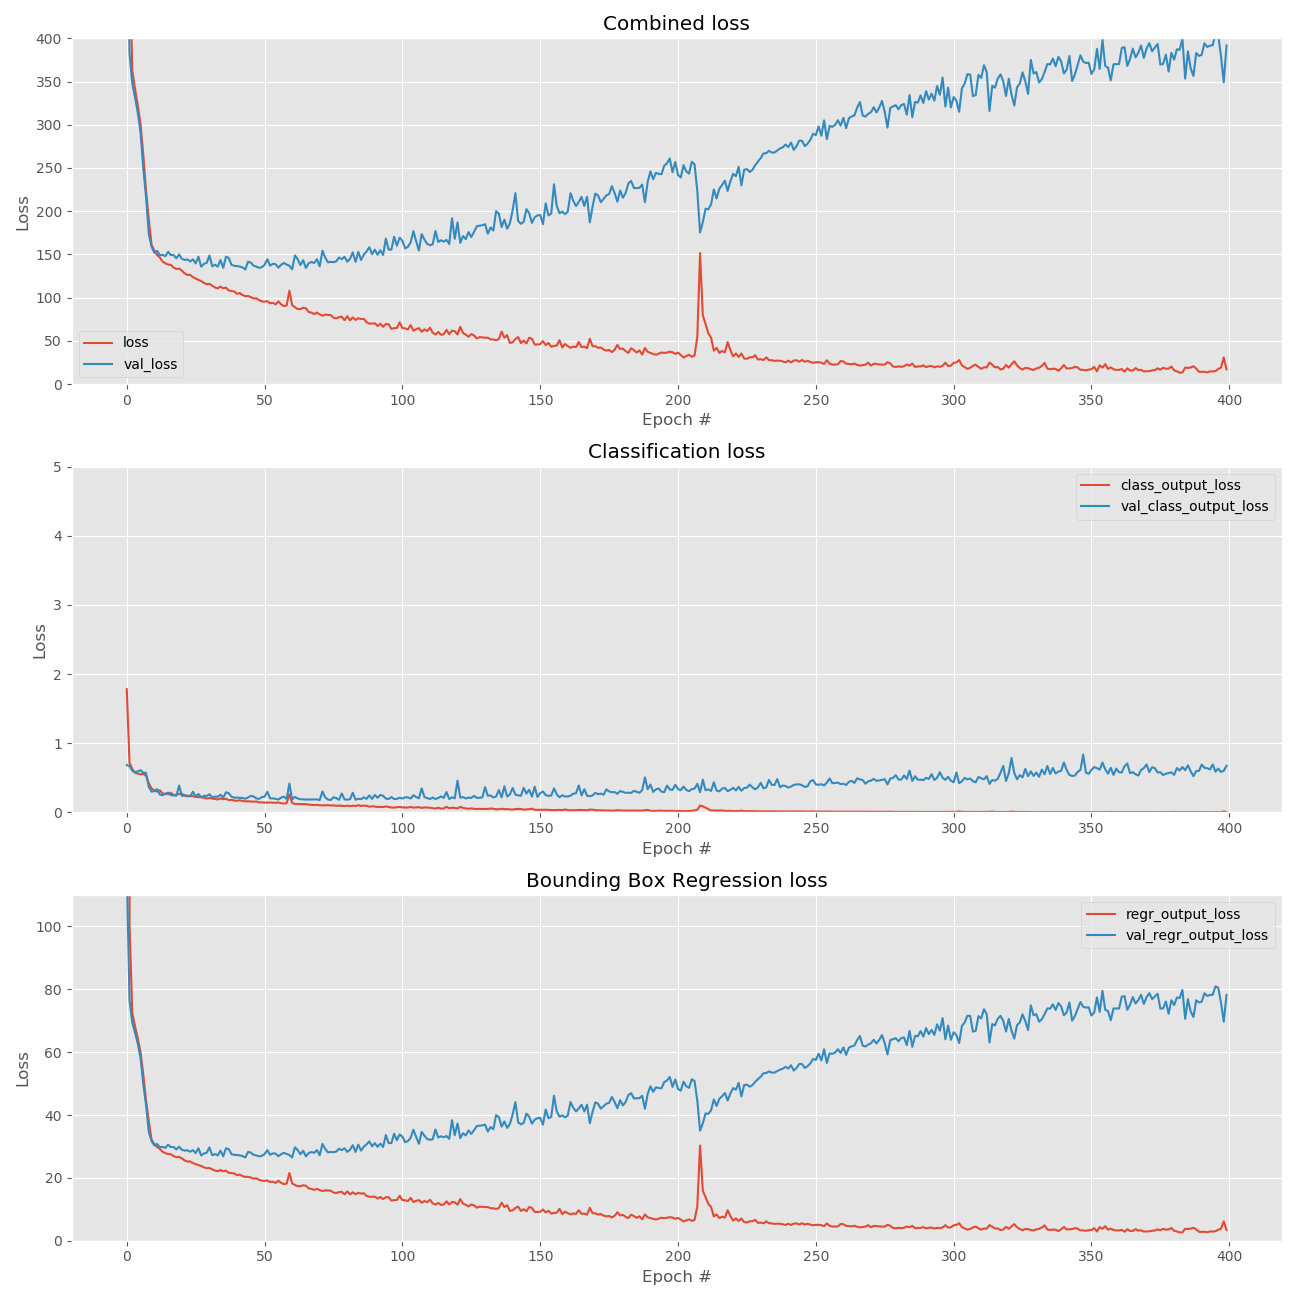 Combined loss
400
350
300
250
200
150
100
50
0
Loss
loss
val_loss
0 50 100 150 200 250 300 350 400
Epoch #
Classification loss
5
4
3
2
1
0
Loss
class_output_loss
val_class_output_loss
0 50 100 150 200 250 300 350 400
Epoch #
Bounding Box Regression loss
100
80
60
40
20
0
Loss
regr_output_loss
val_regr_output_loss
0 50 100 150 200 250 300 350 400
Epoch #